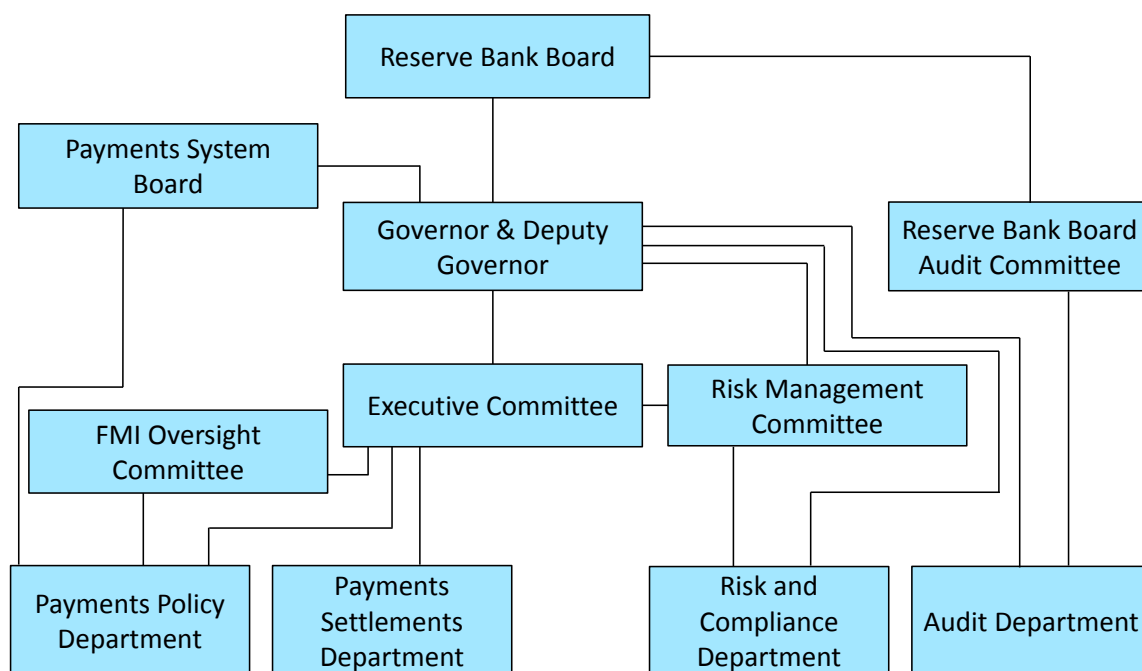 Reserve Bank Board
Payments System
Board
Governor & Deputy
Governor
Reserve Bank Board
Audit Committee
Executive Committee
Risk Management
Committee
FMI Oversight
Committee
Payments Policy
Department
Payments
Settlements
Department
Risk and
Compliance
Department
Audit Department